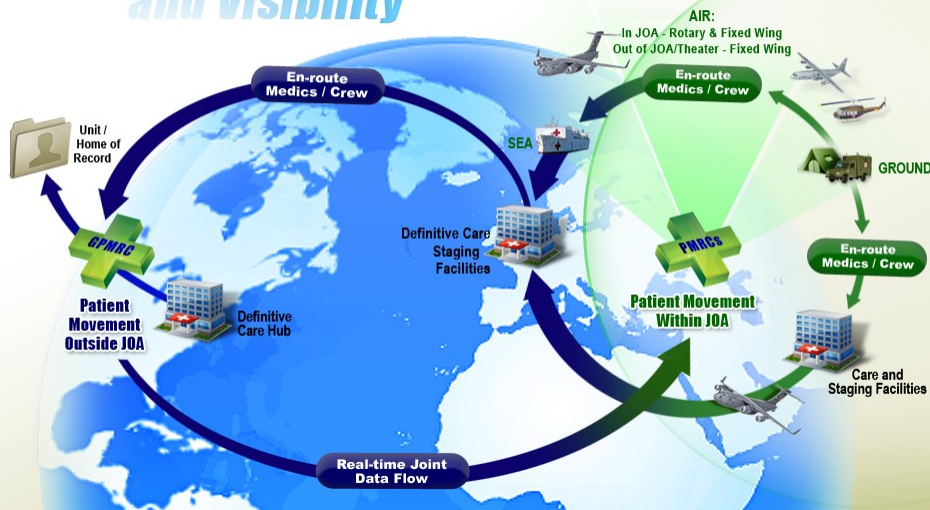 and Visibility
AIR:
In JOA - Rotary & Fixed Wing
Out of JOA/Theater - Fixed Wing
En-route
Medics / Crew
En-route
Medics / Crew
Unit /
Home of
Record
SEA
GROUND
GPMRC
Definitive Care
Staging
Facilities
PMRCs
En-route
Medics / Crew
Patient
Movement
Outside JOA
Definitive
Care Hub
Patient Movement
Within JOA
Care and
Staging Facilities
Real-time Joint
Data Flow